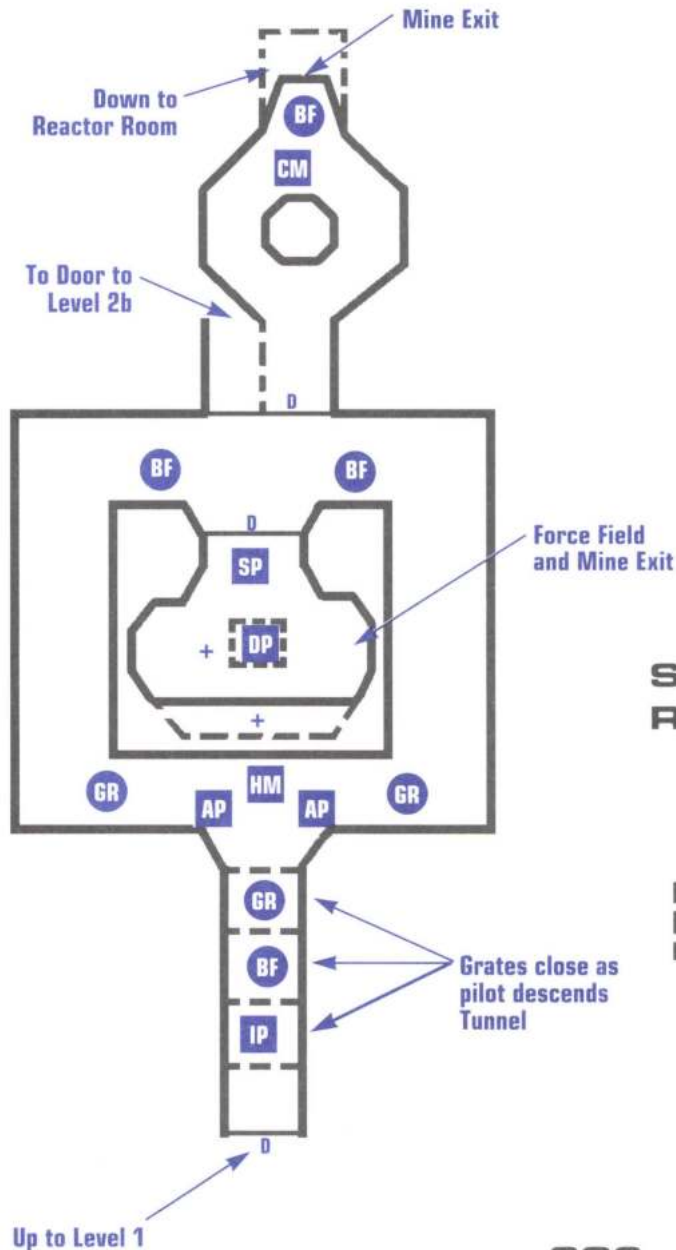 Mine Exit
Down to
Reactor Room
BF
CM
To Door to
Level 2b
D
BF
BF
D
Force Field
and Mine Exit
SP
+
DP
+
HM
GR
GR
AP
AP
GR
Grates close as
pilot descends
Tunnel
BF
IP
D
Up to Level 1
S
R